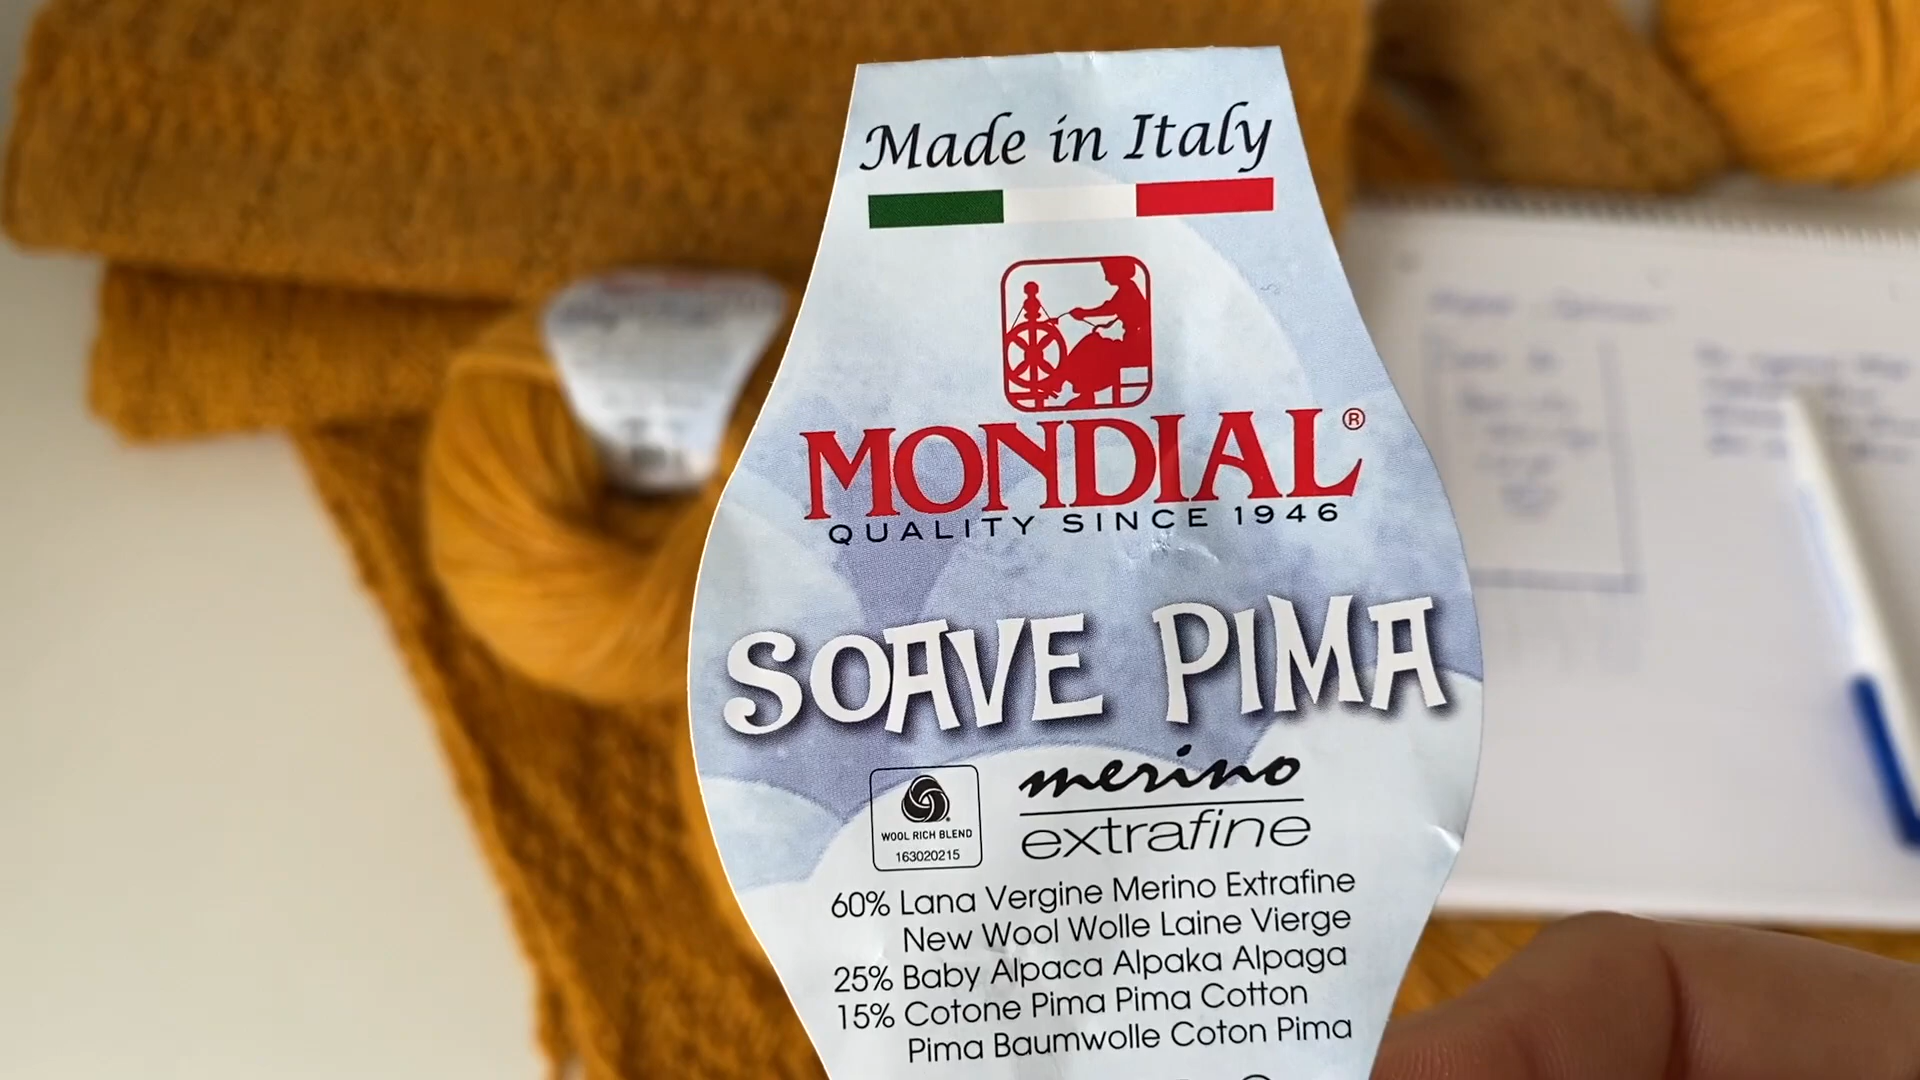 Made in Italy
MONDIAL®
QUALITY SINCE 1946
SOAVE PIMA
merino
extrafine
WOOL RICH BLEND
163020215
60% Lana Vergine Merino Extrafine
New Wool Wolle Laine Vierge
25% Baby Alpaca Alpaka Alpaga
15% Cotone Pima Pima Cotton
Pima Baumwolle Coton Pima